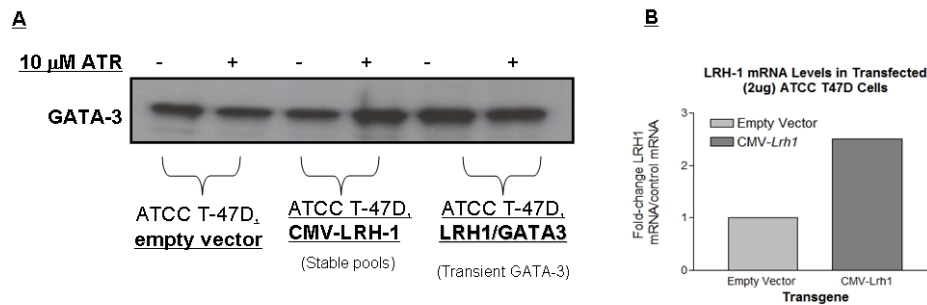 A
10 μM ATR - + - + - +
GATA-3
ATCC T-47D,
empty vector
ATCC T-47D,
CMV-LRH-1
(Stable pools)
ATCC T-47D,
LRH1/GATA3
(Transient GATA-3)
B
LRH-1 mRNA Levels in Transfected
(2ug) ATCC T47D Cells
Fold-change LRH1
mRNA/control mRNA
3
2
1
0
Empty Vector
CMV-Lrh1
Empty Vector CMV-Lrh1
Transgene